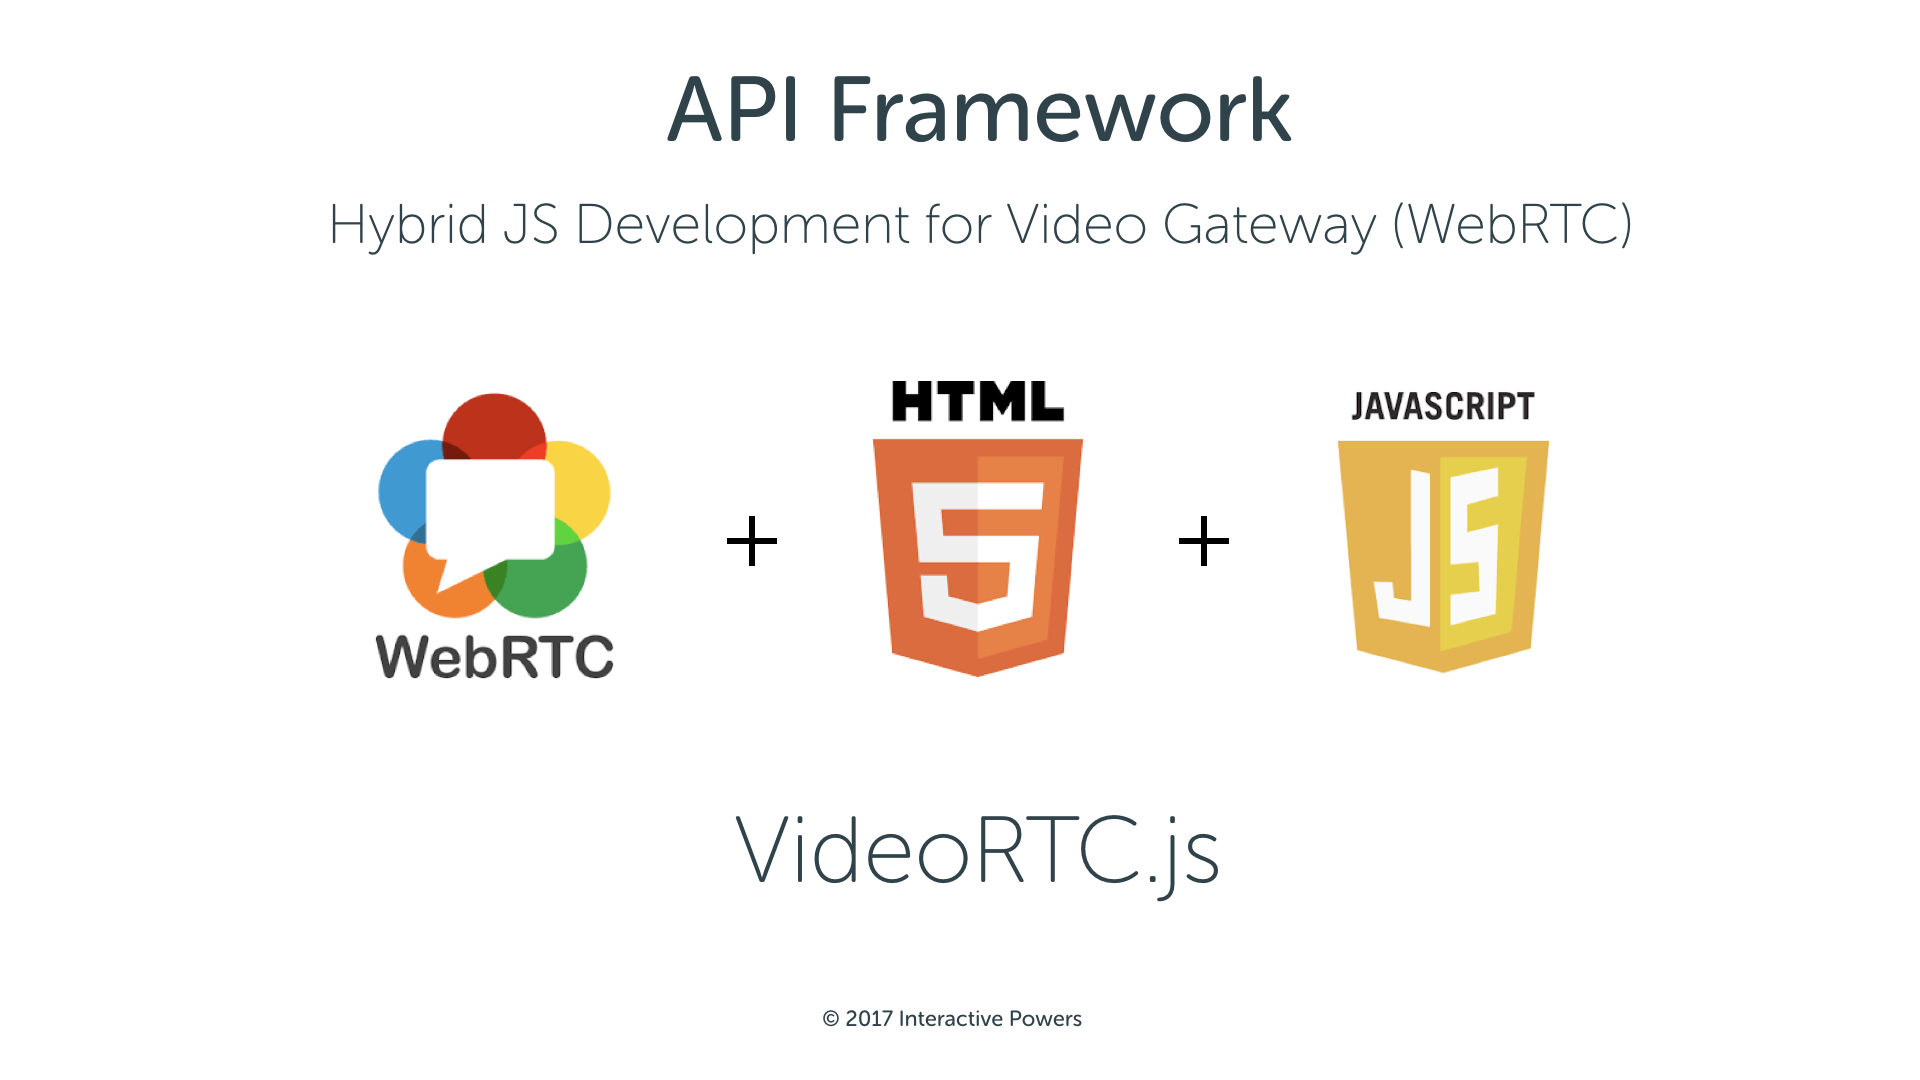 API Framework
Hybrid JS Development for Video Gateway (WebRTC)
HTML
JAVASCRIPT
5
JS
WebRTC
+
+
VideoRTC.js
© 2017 Interactive Powers